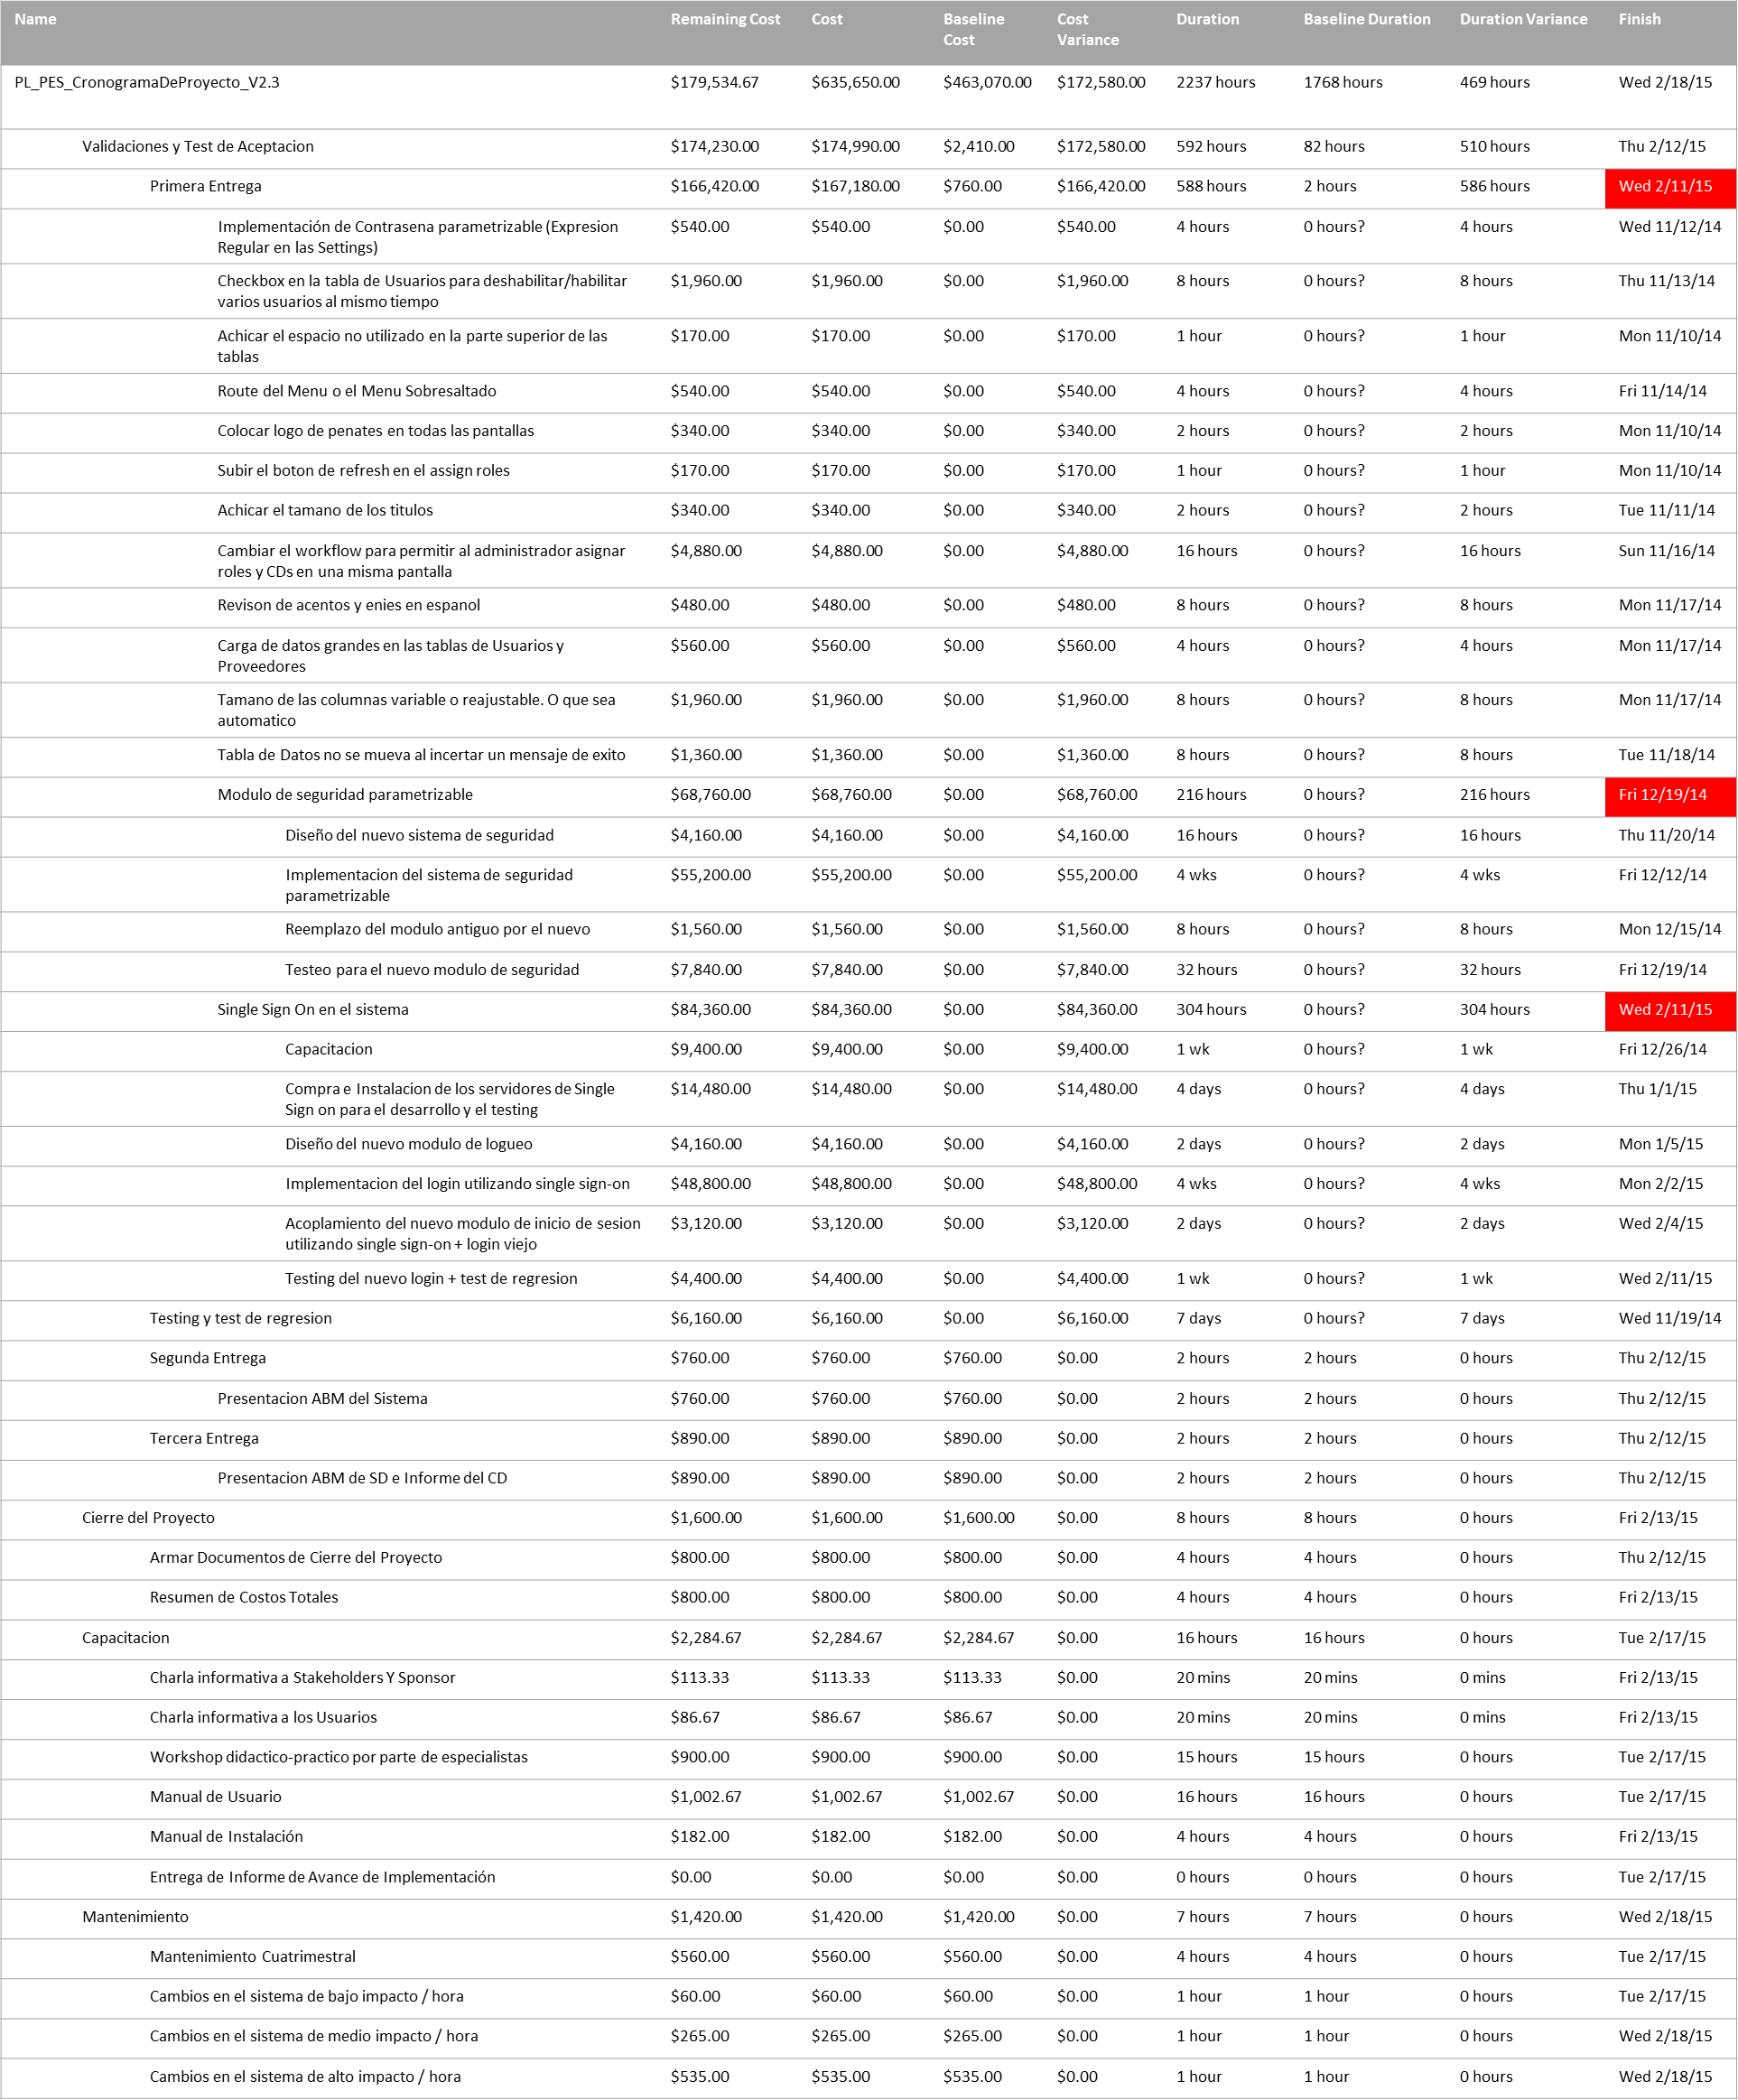 Name Remaining Cost Cost Baseline Cost Cost Variance Duration Baseline Duration Duration Variance Finish
PL_PES_CronogramaDeProyecto_V2.3 $179,534.67 $635,650.00 $463,070.00 $172,580.00 2237 hours 1768 hours 469 hours Wed 2/18/15
Validaciones y Test de Aceptacion $174,230.00 $174,990.00 $2,410.00 $172,580.00 592 hours 82 hours 510 hours Thu 2/12/15
Primera Entrega $166,420.00 $167,180.00 $760.00 $166,420.00 588 hours 2 hours 586 hours Wed 2/11/15
Implementación de Contrasena parametrizable (Expresion $540.00 $540.00 $0.00 $540.00 4 hours 0 hours? 4 hours Wed 11/12/14
Regular en las Settings)
Checkbox en la tabla de Usuarios para deshabilitar/habilitar $1,960.00 $1,960.00 $0.00 $1,960.00 8 hours 0 hours? 8 hours Thu 11/13/14
varios usuarios al mismo tiempo
Achicar el espacio no utilizado en la parte superior de las $170.00 $170.00 $0.00 $170.00 1 hour 0 hours? 1 hour Mon 11/10/14
tablas
Route del Menu o el Menu Sobresaltado $540.00 $540.00 $0.00 $540.00 4 hours 0 hours? 4 hours Fri 11/14/14
Colocar logo de penates en todas las pantallas $340.00 $340.00 $0.00 $340.00 2 hours 0 hours? 2 hours Mon 11/10/14
Subir el boton de refresh en el assign roles $170.00 $170.00 $0.00 $170.00 1 hour 0 hours? 1 hour Mon 11/10/14
Achicar el tamano de los titulos $340.00 $340.00 $0.00 $340.00 2 hours 0 hours? 2 hours Tue 11/11/14
Cambiar el workflow para permitir al administrador asignar $4,880.00 $4,880.00 $0.00 $4,880.00 16 hours 0 hours? 16 hours Sun 11/16/14
roles y CDs en una misma pantalla
Revison de acentos y enies en espanol $480.00 $480.00 $0.00 $480.00 8 hours 0 hours? 8 hours Mon 11/17/14
Carga de datos grandes en las tablas de Usuarios y $560.00 $560.00 $0.00 $560.00 4 hours 0 hours? 4 hours Mon 11/17/14
Proveedores
Tamano de las columnas variable o reajustable. O que sea $1,960.00 $1,960.00 $0.00 $1,960.00 8 hours 0 hours? 8 hours Mon 11/17/14
automatico
Tabla de Datos no se mueva al incertar un mensaje de exito $1,360.00 $1,360.00 $0.00 $1,360.00 8 hours 0 hours? 8 hours Tue 11/18/14
Modulo de seguridad parametrizable $68,760.00 $68,760.00 $0.00 $68,760.00 216 hours 0 hours? 216 hours Fri 12/19/14
Diseño del nuevo sistema de seguridad $4,160.00 $4,160.00 $0.00 $4,160.00 16 hours 0 hours? 16 hours Thu 11/20/14
Implementacion del sistema de seguridad $55,200.00 $55,200.00 $0.00 $55,200.00 4 wks 0 hours? 4 wks Fri 12/12/14
parametrizable
Reemplazo del modulo antiguo por el nuevo $1,560.00 $1,560.00 $0.00 $1,560.00 8 hours 0 hours? 8 hours Mon 12/15/14
Testeo para el nuevo modulo de seguridad $7,840.00 $7,840.00 $0.00 $7,840.00 32 hours 0 hours? 32 hours Fri 12/19/14
Single Sign On en el sistema $84,360.00 $84,360.00 $0.00 $84,360.00 304 hours 0 hours? 304 hours Wed 2/11/15
Capacitacion $9,400.00 $9,400.00 $0.00 $9,400.00 1 wk 0 hours? 1 wk Fri 12/26/14
Compra e Instalacion de los servidores de Single $14,480.00 $14,480.00 $0.00 $14,480.00 4 days 0 hours? 4 days Thu 1/1/15
Sign on para el desarrollo y el testing
Diseño del nuevo modulo de logueo $4,160.00 $4,160.00 $0.00 $4,160.00 2 days 0 hours? 2 days Mon 1/5/15
Implementacion del login utilizando single sign-on $48,800.00 $48,800.00 $0.00 $48,800.00 4 wks 0 hours? 4 wks Mon 2/2/15
Acoplamiento del nuevo modulo de inicio de sesion $3,120.00 $3,120.00 $0.00 $3,120.00 2 days 0 hours? 2 days Wed 2/4/15
utilizando single sign-on + login viejo
Testing del nuevo login + test de regresion $4,400.00 $4,400.00 $0.00 $4,400.00 1 wk 0 hours? 1 wk Wed 2/11/15
Testing y test de regresion $6,160.00 $6,160.00 $0.00 $6,160.00 7 days 0 hours? 7 days Wed 11/19/14
Segunda Entrega $760.00 $760.00 $760.00 $0.00 2 hours 2 hours 0 hours Thu 2/12/15
Presentacion ABM del Sistema $760.00 $760.00 $760.00 $0.00 2 hours 2 hours 0 hours Thu 2/12/15
Tercera Entrega $890.00 $890.00 $890.00 $0.00 2 hours 2 hours 0 hours Thu 2/12/15
Presentacion ABM de SD e Informe del CD $890.00 $890.00 $890.00 $0.00 2 hours 2 hours 0 hours Thu 2/12/15
Cierre del Proyecto $1,600.00 $1,600.00 $1,600.00 $0.00 8 hours 8 hours 0 hours Fri 2/13/15
Armar Documentos de Cierre del Proyecto $800.00 $800.00 $800.00 $0.00 4 hours 4 hours 0 hours Thu 2/12/15
Resumen de Costos Totales $800.00 $800.00 $800.00 $0.00 4 hours 4 hours 0 hours Fri 2/13/15
Capacitacion $2,284.67 $2,284.67 $2,284.67 $0.00 16 hours 16 hours 0 hours Tue 2/17/15
Charla informativa a Stakeholders Y Sponsor $113.33 $113.33 $113.33 $0.00 20 mins 20 mins 0 mins Fri 2/13/15
Charla informativa a los Usuarios $86.67 $86.67 $86.67 $0.00 20 mins 20 mins 0 mins Fri 2/13/15
Workshop didactico-practico por parte de especialistas $900.00 $900.00 $900.00 $0.00 15 hours 15 hours 0 hours Tue 2/17/15
Manual de Usuario $1,002.67 $1,002.67 $1,002.67 $0.00 16 hours 16 hours 0 hours Tue 2/17/15
Manual de Instalación $182.00 $182.00 $182.00 $0.00 4 hours 4 hours 0 hours Fri 2/13/15
Entrega de Informe de Avance de Implementación $0.00 $0.00 $0.00 $0.00 0 hours 0 hours 0 hours Tue 2/17/15
Mantenimiento $1,420.00 $1,420.00 $1,420.00 $0.00 7 hours 7 hours 0 hours Wed 2/18/15
Mantenimiento Cuatrimestral $560.00 $560.00 $560.00 $0.00 4 hours 4 hours 0 hours Tue 2/17/15
Cambios en el sistema de bajo impacto / hora $60.00 $60.00 $60.00 $0.00 1 hour 1 hour 0 hours Tue 2/17/15
Cambios en el sistema de medio impacto / hora $265.00 $265.00 $265.00 $0.00 1 hour 1 hour 0 hours Wed 2/18/15
Cambios en el sistema de alto impacto / hora $535.00 $535.00 $535.00 $0.00 1 hour 1 hour 0 hours Wed 2/18/15